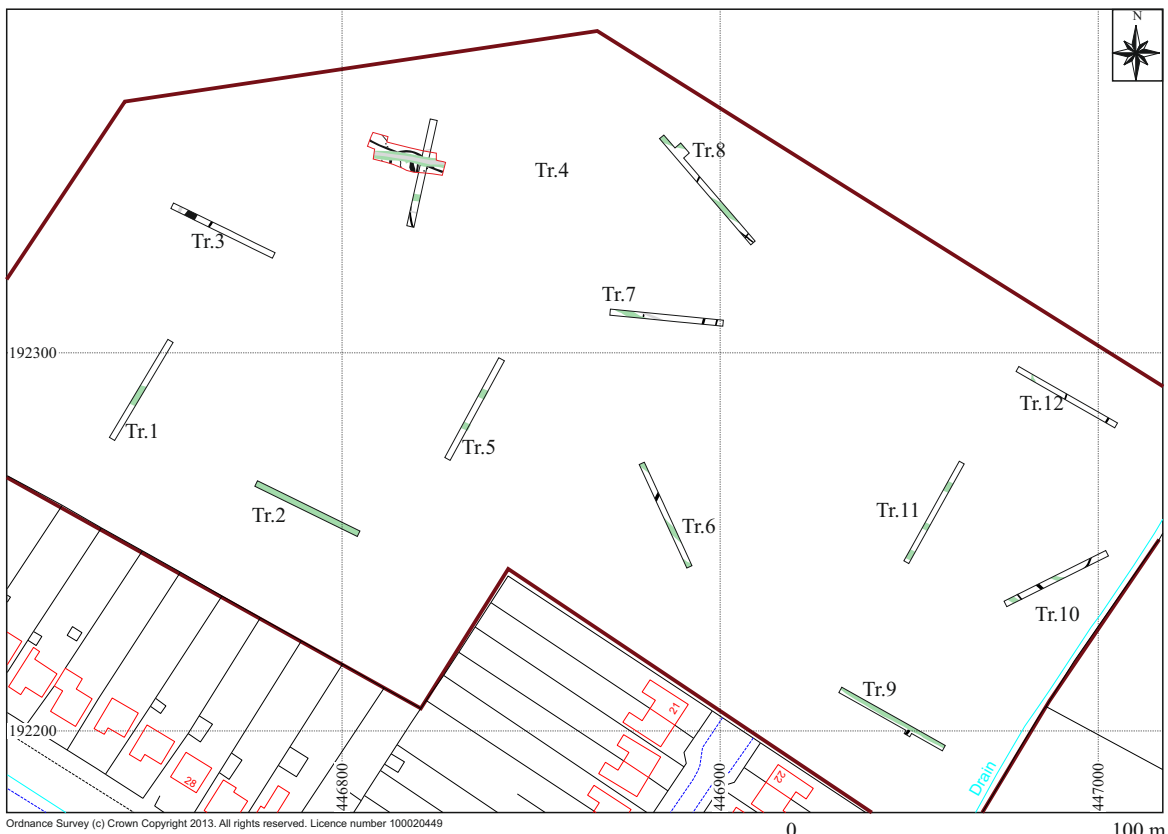 N
Tr.8
Tr.4
Tr.3
Tr.7
192300
Tr.12
Tr.1
Tr.5
Tr.11
Tr.2
Tr.6
Tr.10
Tr.9
21
192200
28
22
Drain
446800
446900
447000
Ordnance Survey (c) Crown Copyright 2013. All rights reserved. Licence number 100020449
0
100 m